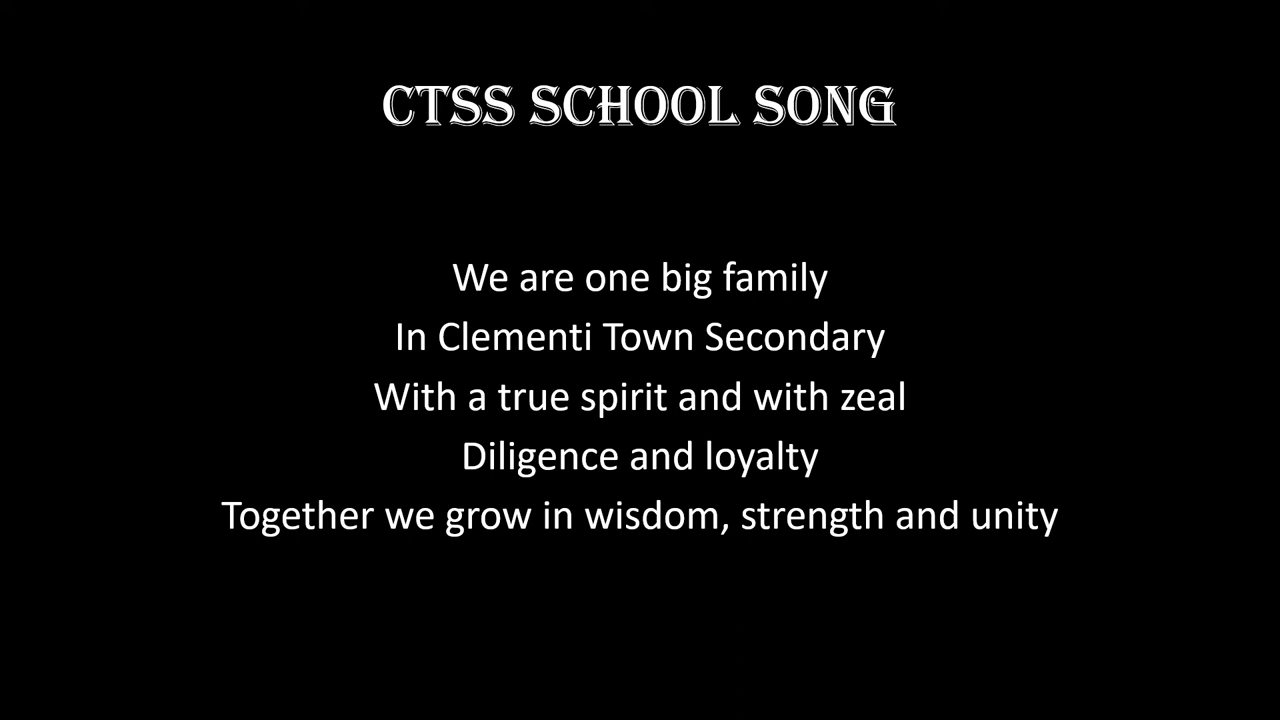 CTSS SCHOOL SONG
We are one big family
In Clementi Town Secondary
With a true spirit and with zeal
Diligence and loyalty
Together we grow in wisdom, strength and unity